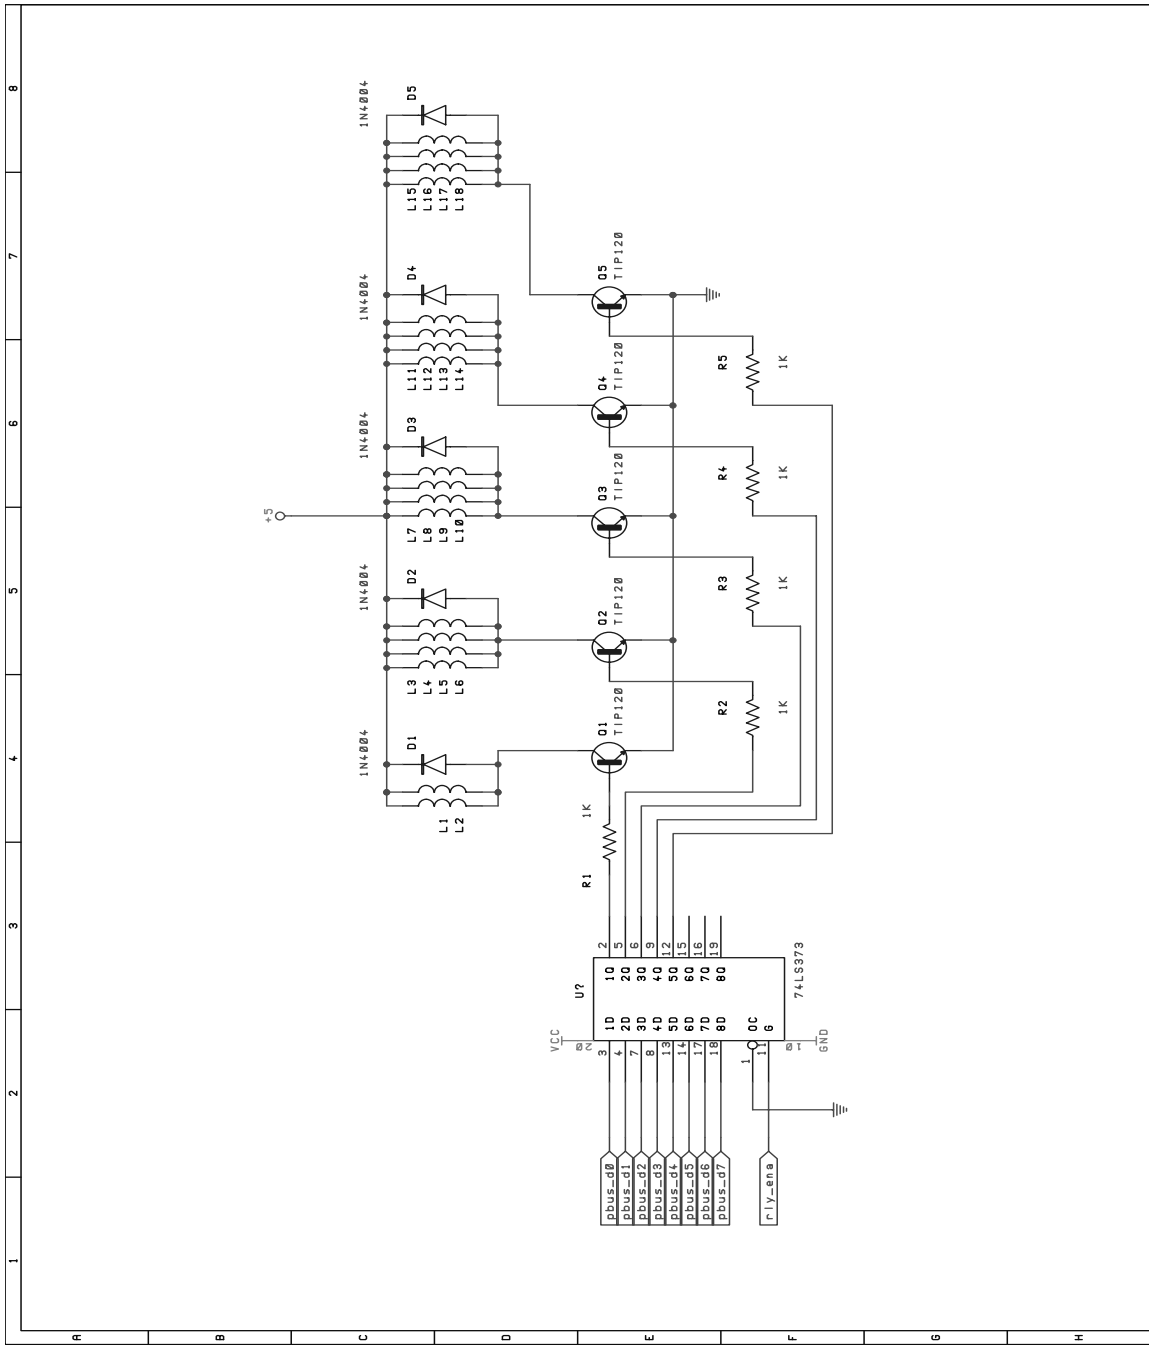 8
7
6
5
4
3
2
1
A
B
C
D
E
F
G
H
+5
1N4004
D1
L1
L2
1N4004
D2
L3
L4
L5
L6
1N4004
D3
L7
L8
L9
L10
1N4004
D4
L11
L12
L13
L14
1N4004
D5
L15
L16
L17
L18
Q1
TIP120
Q2
TIP120
Q3
TIP120
Q4
TIP120
Q5
TIP120
R1
1K
R2
1K
R3
1K
R4
1K
R5
1K
U?
74LS373
VCC
20
10
GND
pbus_d0 3 1D 1Q 2
pbus_d1 4 2D 2Q 5
pbus_d2 7 3D 3Q 6
pbus_d3 8 4D 4Q 9
pbus_d4 13 5D 5Q 12
pbus_d5 14 6D 6Q 15
pbus_d6 17 7D 7Q 16
pbus_d7 18 8D 8Q 19
1 OC
rly_ena 11 G